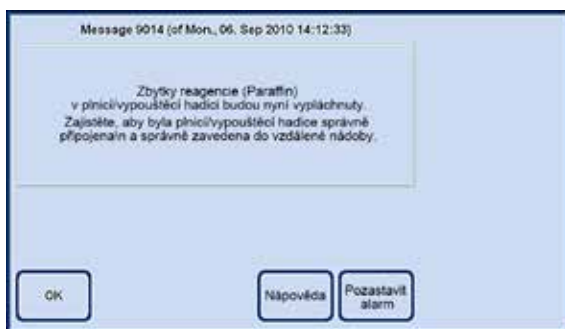 Message 9014 (of Mon., 06. Sep 2010 14:12:33)
Zbytky reagencie (Paraffin)
v plnicí/vypouštěcí hadici budou nyní vypláchnuty.
Zajistěte, aby byla plnicí/vypouštěcí hadice správně
připojena/n a správně zavedena do vzdálené nádoby.
OK
Nápověda
Pozastavit
alarm